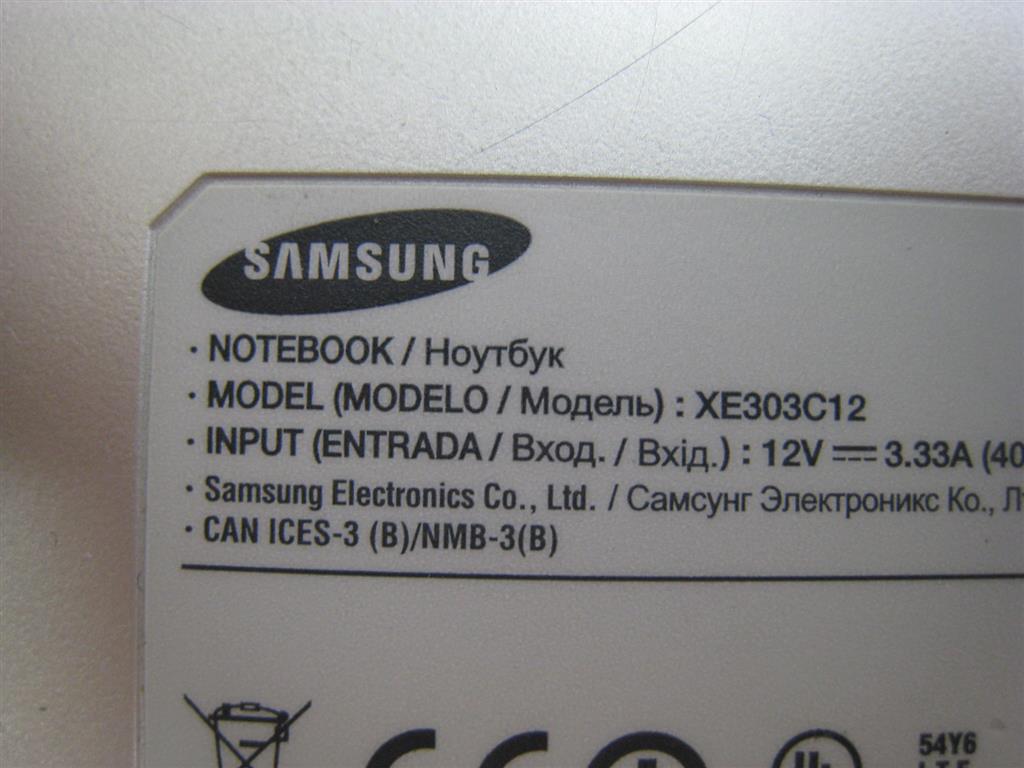 SAMSUNG
· NOTEBOOK / Ноутбук
· MODEL (MODELO / Модель) : XE303C12
· INPUT (ENTRADA / Вход. / Вхід.) : 12V ⎓ 3.33A (40
· Samsung Electronics Co., Ltd. / Самсунг Электроникс Ко., Л
· CAN ICES-3 (B)/NMB-3(B)
54Y6